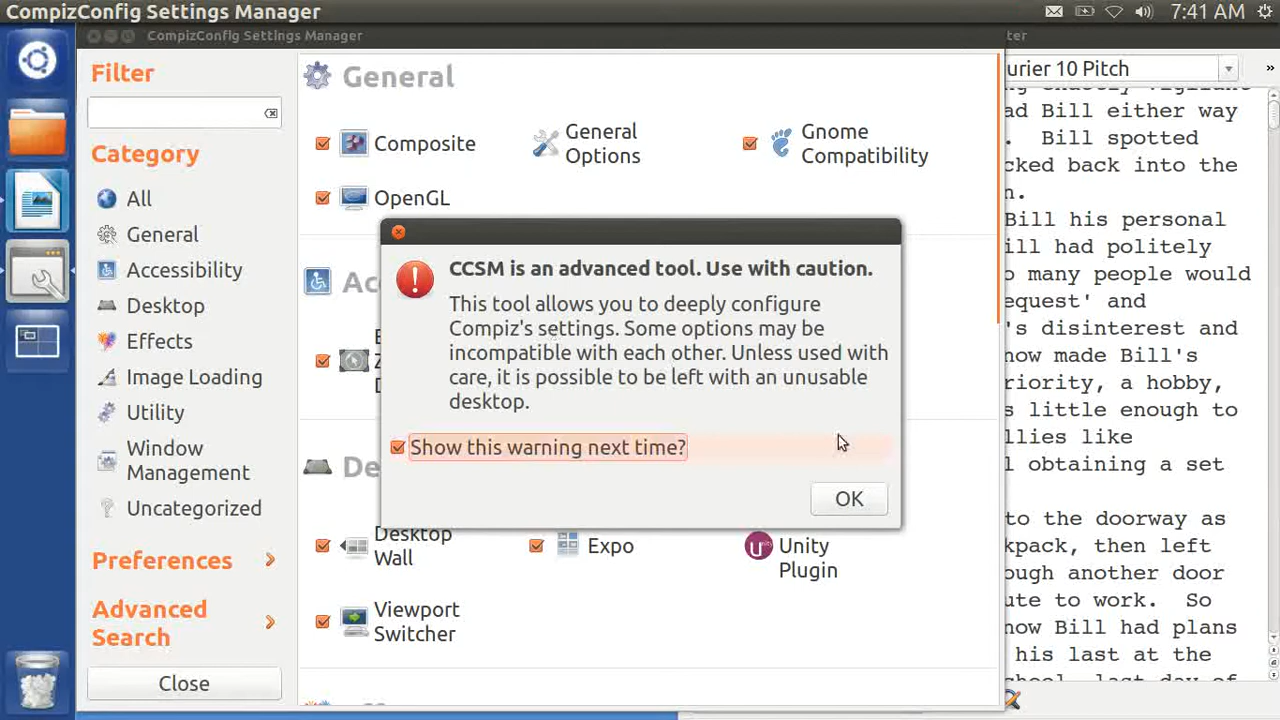 CompizConfig Settings Manager
7:41 AM
CompizConfig Settings Manager
Filter
Category
All
General
Accessibility
Desktop
Effects
Image Loading
Utility
Window
Management
Uncategorized
Preferences
Advanced
Search
Close
General
Composite
General
Options
Gnome
Compatibility
OpenGL
CCSM is an advanced tool. Use with caution.
This tool allows you to deeply configure
Compiz's settings. Some options may be
incompatible with each other. Unless used with
care, it is possible to be left with an unusable
desktop.
Show this warning next time?
OK
Desktop
Wall
Expo
Unity
Plugin
Viewport
Switcher
ter
urier 10 Pitch
ad Bill either way
. Bill spotted
cked back into the
n.
Bill his personal
ill had politely
o many people would
equest' and
's disinterest and
now made Bill's
riority, a hobby,
s little enough to
llies like
l obtaining a set
to the doorway as
kpack, then left
ough another door
ute to work. So
now Bill had plans
his last at the